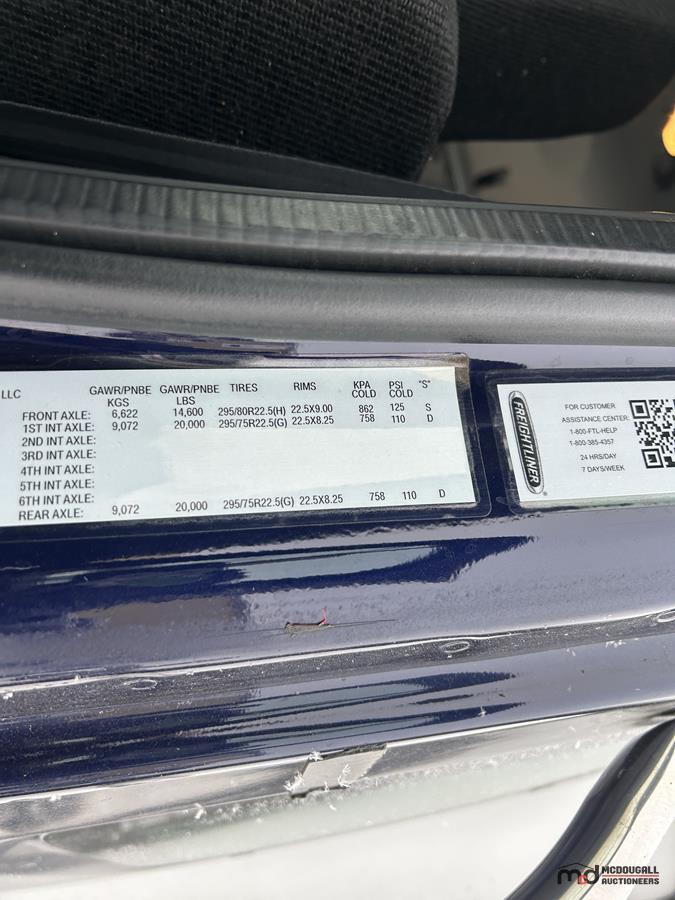 LLC GAWR/PNBE GAWR/PNBE TIRES RIMS KPA PSI "S"
KGS LBS COLD COLD
FRONT AXLE: 6,622 14,600 295/80R22.5(H) 22.5X9.00 862 125 S
1ST INT AXLE: 9,072 20,000 295/75R22.5(G) 22.5X8.25 758 110 D
2ND INT AXLE:
3RD INT AXLE:
4TH INT AXLE:
5TH INT AXLE:
6TH INT AXLE:
REAR AXLE: 9,072 20,000 295/75R22.5(G) 22.5X8.25 758 110 D
FREIGHTLINER
FOR CUSTOMER
ASSISTANCE CENTER:
1-800-FTL-HELP
1-800-385-4357
24 HRS/DAY
7 DAYS/WEEK
md MCDOUGALL
AUCTIONEERS